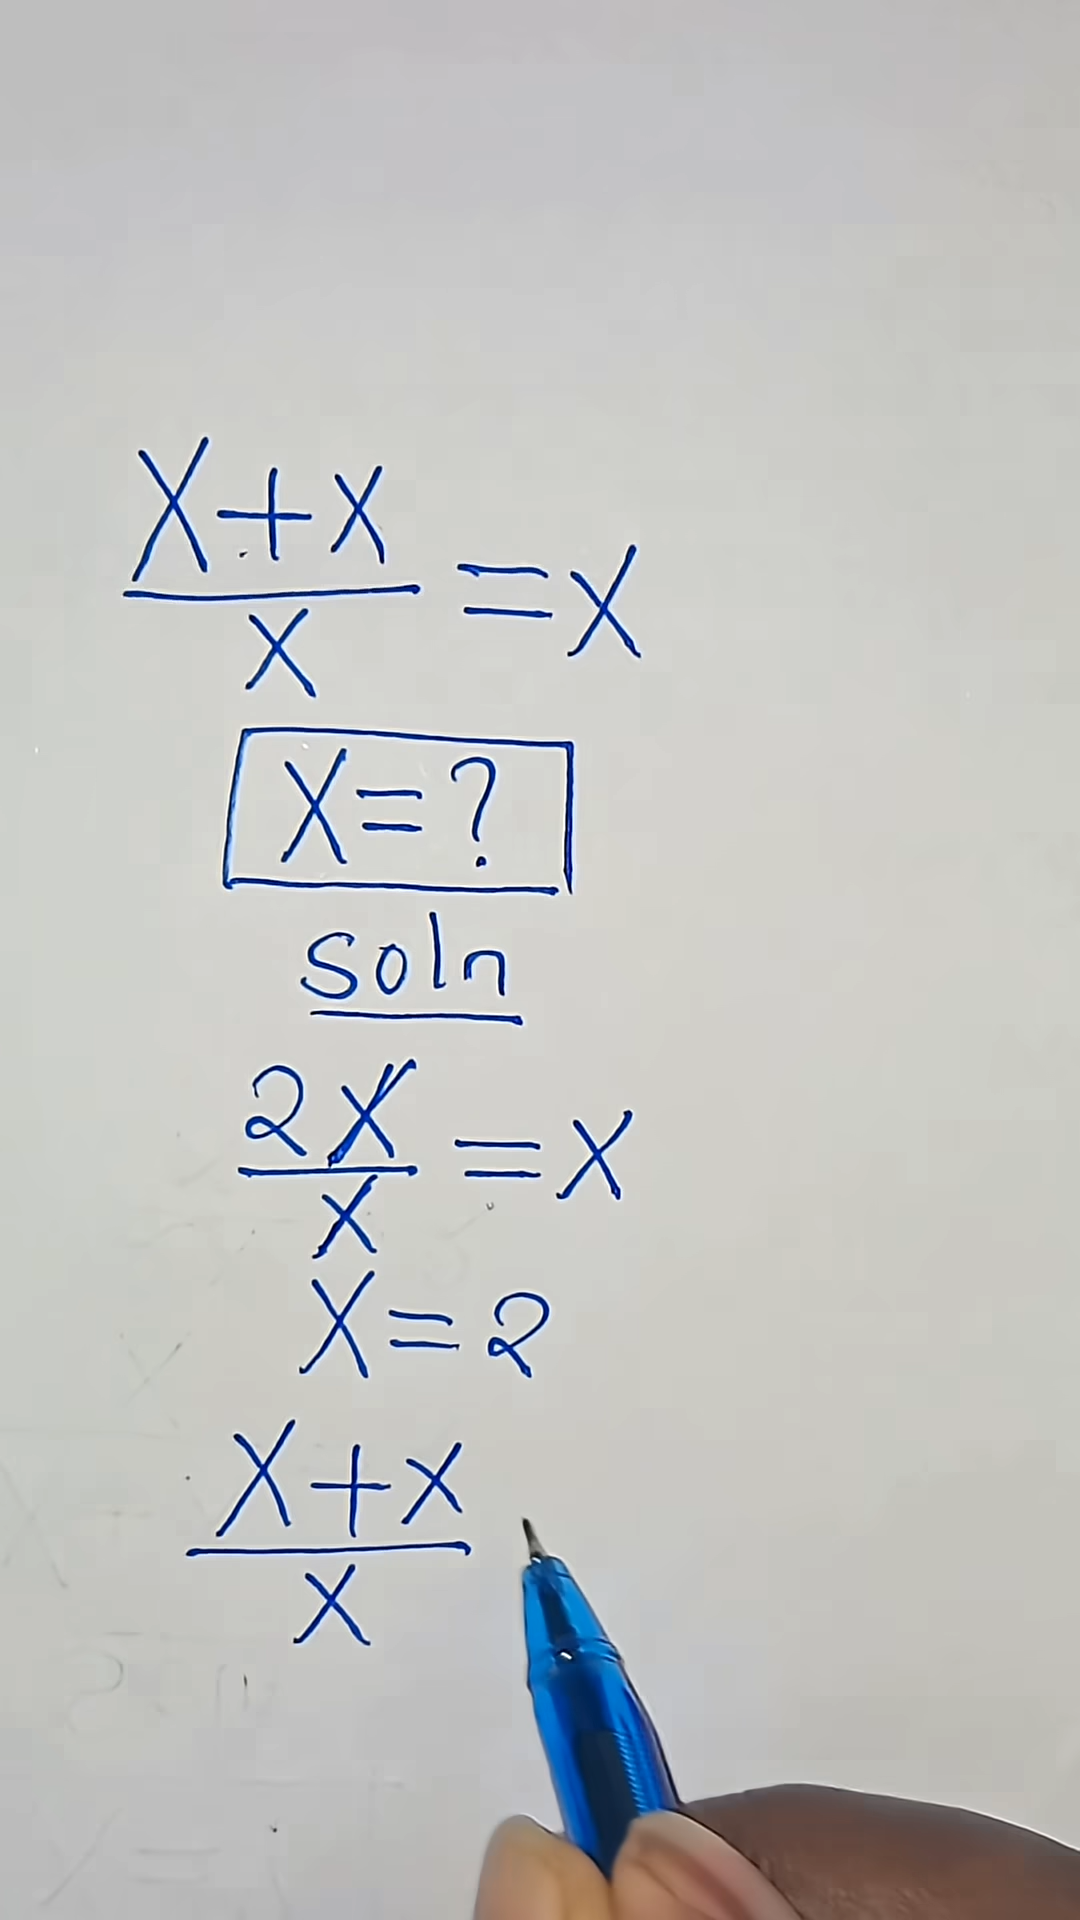 X+x/x = x
X=?
soln
2x/x = x
X=2
X+x/x